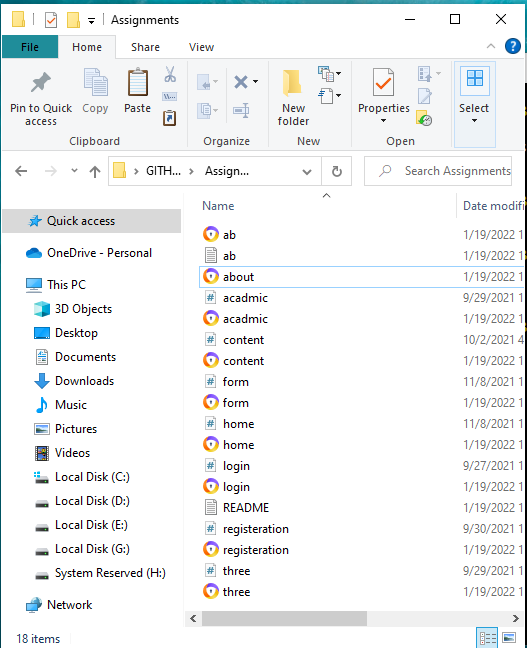 Assignments
File Home Share View
Pin to Quick access
Copy
Paste
Clipboard
Organize
New folder
New
Properties
Open
Select
GITH... Assign...
Search Assignments
Name Date modifi
Quick access
OneDrive - Personal
This PC
3D Objects
Desktop
Documents
Downloads
Music
Pictures
Videos
Local Disk (C:)
Local Disk (D:)
Local Disk (E:)
Local Disk (G:)
System Reserved (H:)
Network
ab 1/19/2022 1
ab 1/19/2022 1
about 1/19/2022 1
acadmic 9/29/2021 1
acadmic 1/19/2022 1
content 10/2/2021 4
content 1/19/2022 1
form 11/8/2021 1
form 1/19/2022 1
home 11/8/2021 1
home 1/19/2022 1
login 9/27/2021 1
login 1/19/2022 1
README 1/19/2022 1
registeration 9/30/2021 1
registeration 1/19/2022 1
three 9/29/2021 1
three 1/19/2022 1
18 items